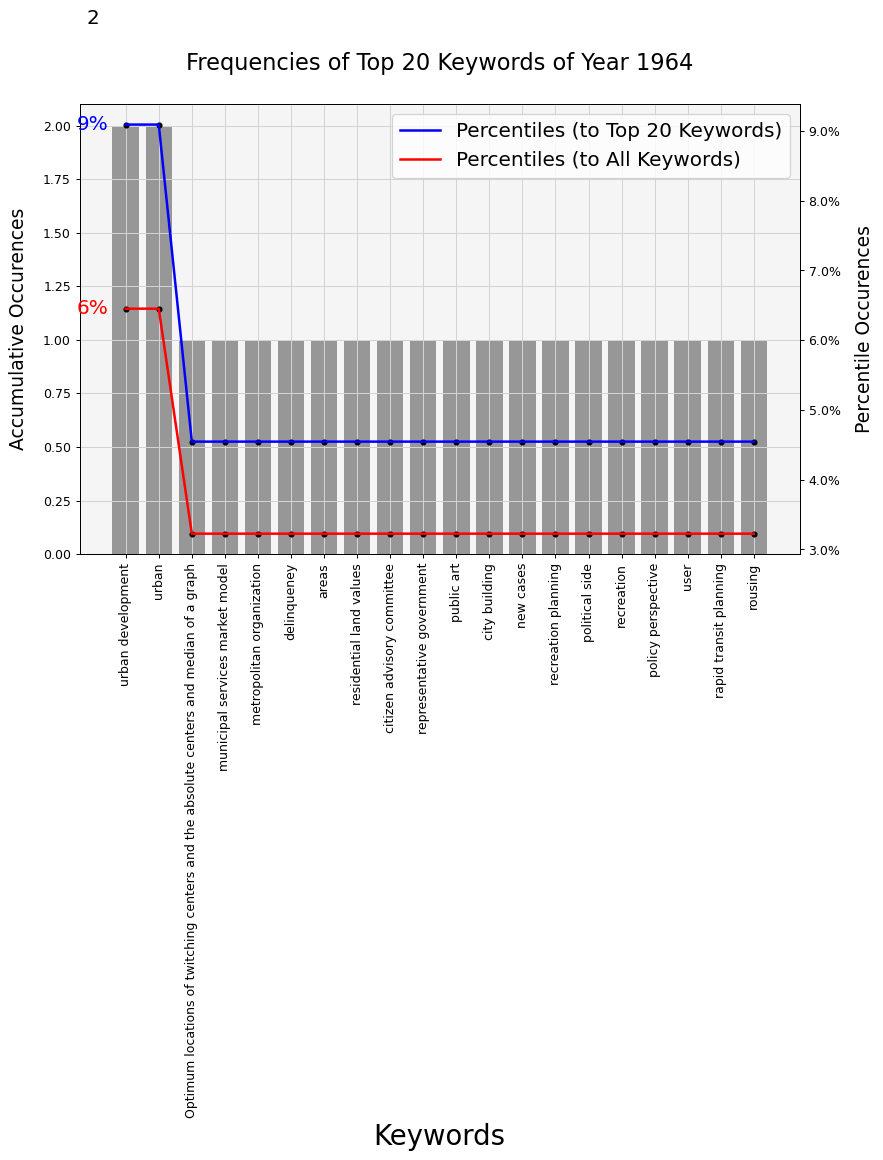 2
Frequencies of Top 20 Keywords of Year 1964
9%
6%
Percentiles (to Top 20 Keywords)
Percentiles (to All Keywords)
Accumulative Occurences
2.00
1.75
1.50
1.25
1.00
0.75
0.50
0.25
0.00
9.0%
8.0%
7.0%
6.0%
5.0%
4.0%
3.0%
Percentile Occurences
urban development
urban
Optimum locations of twitching centers and the absolute centers and median of a graph
municipal services market model
metropolitan organization
delinqueney
areas
residential land values
citizen advisory committee
representative government
public art
city building
new cases
recreation planning
political side
recreation
policy perspective
user
rapid transit planning
rousing
Keywords